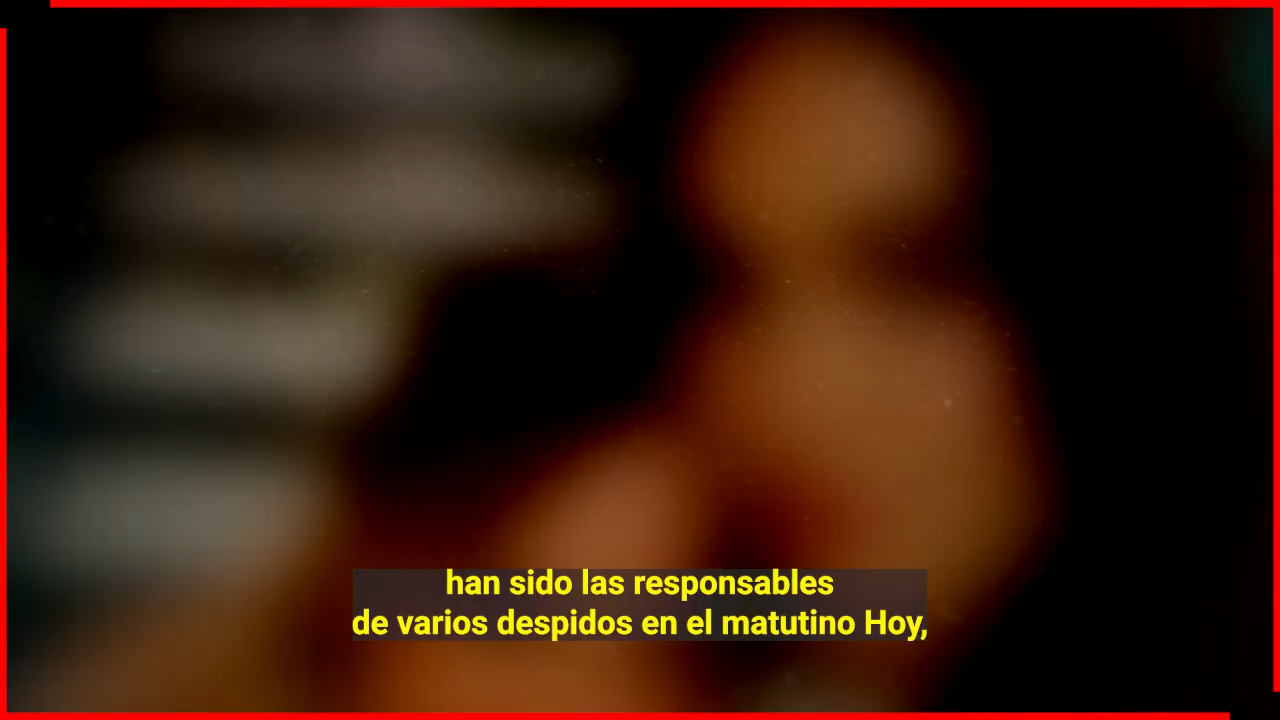 han sido las responsables
de varios despidos en el matutino Hoy,